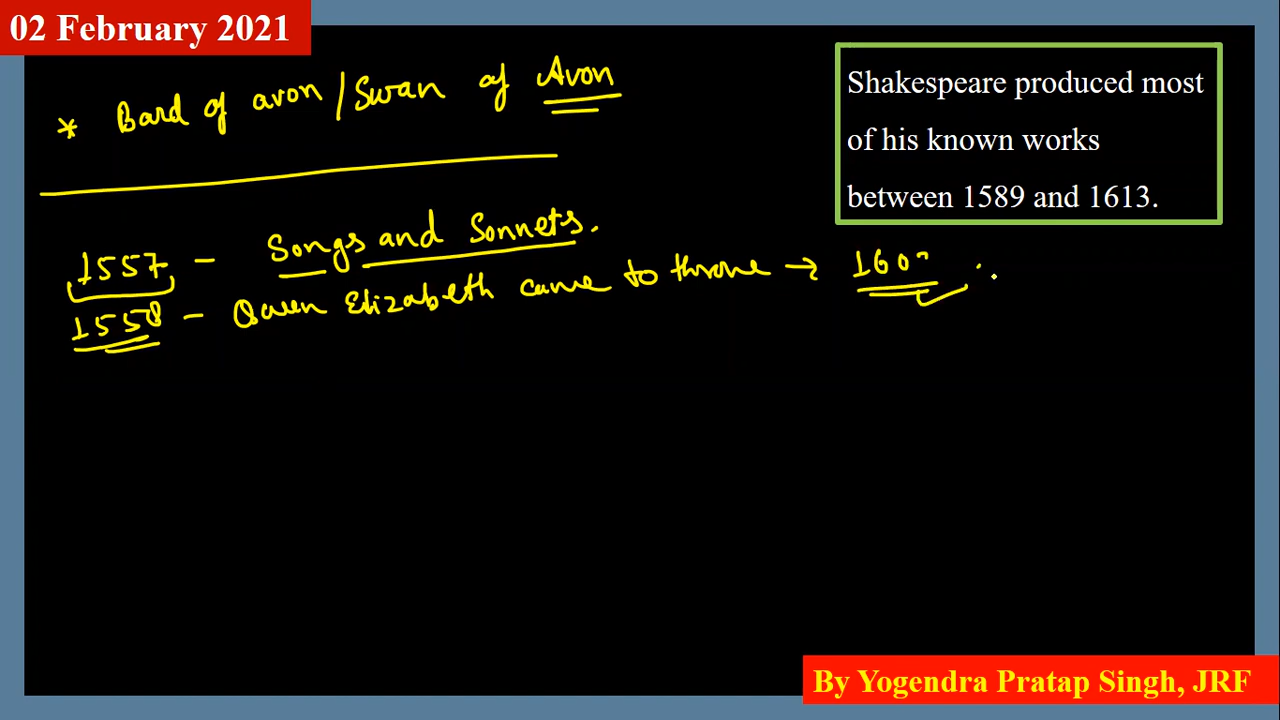 02 February 2021
* Bard of avon / Swan of Avon
Shakespeare produced most
of his known works
between 1589 and 1613.
1557 - Songs and Sonnets.
1558 - Queen Elizabeth came to throne →
By Yogendra Pratap Singh, JRF